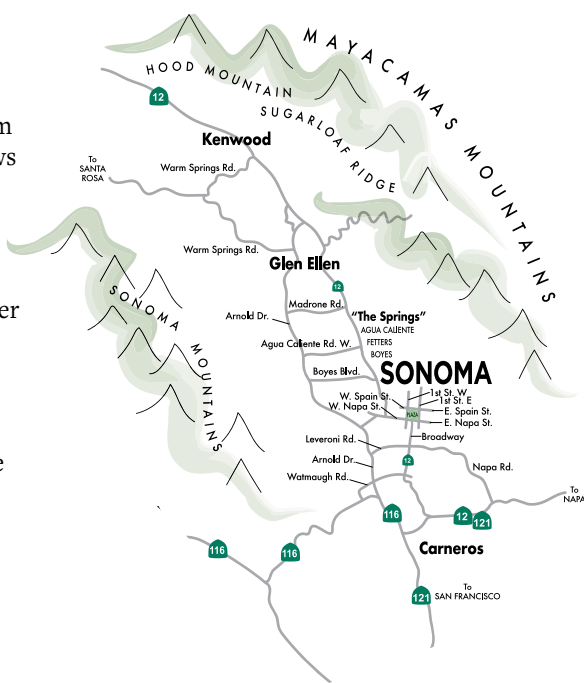 MAYACAMAS MOUNTAINS
HOOD MOUNTAIN
SUGARLOAF RIDGE
12
Kenwood
ws
To
SANTA
ROSA
Warm Springs Rd.
Warm Springs Rd.
Glen Ellen
SONOMA MOUNTAINS
12
er
Madrone Rd.
"The Springs"
AGUA CALIENTE
FETTERS
BOYES
Arnold Dr.
Agua Caliente Rd. W.
Boyes Blvd.
SONOMA
W. Spain St.
W. Napa St.
1st St. W
1st St. E
PLAZA
E. Spain St.
E. Napa St.
Broadway
Leveroni Rd.
12
Arnold Dr.
Watmaugh Rd.
Napa Rd.
e
To
NAPA
116
12
121
116
116
Carneros
121
To
SAN FRANCISCO